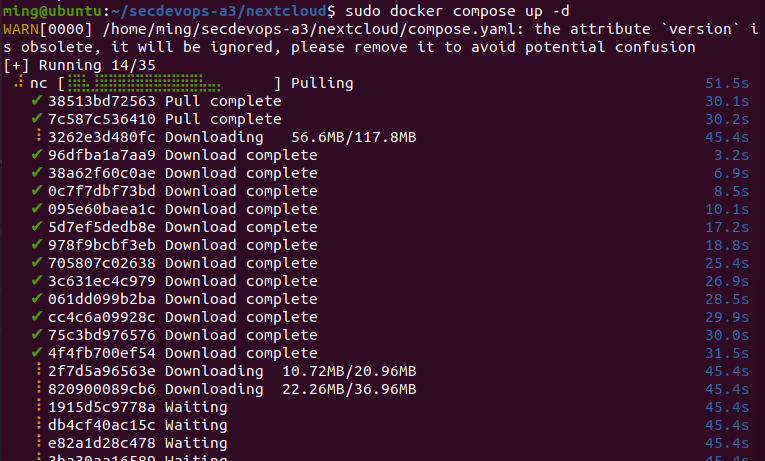 ming@ubuntu:~/secdevops-a3/nextcloud$ sudo docker compose up -d
WARN[0000] /home/ming/secdevops-a3/nextcloud/compose.yaml: the attribute `version` i
s obsolete, it will be ignored, please remove it to avoid potential confusion
[+] Running 14/35
nc [ ] Pulling 51.5s
✔ 38513bd72563 Pull complete 30.1s
✔ 7c587c536410 Pull complete 30.2s
3262e3d480fc Downloading 56.6MB/117.8MB 45.4s
✔ 96dfba1a7aa9 Download complete 3.2s
✔ 38a62f60c0ae Download complete 6.9s
✔ 0c7f7dbf73bd Download complete 8.5s
✔ 095e60baea1c Download complete 10.1s
✔ 5d7ef5dedb8e Download complete 17.2s
✔ 978f9bcbf3eb Download complete 18.8s
✔ 705807c02638 Download complete 25.4s
✔ 3c631ec4c979 Download complete 26.9s
✔ 061dd099b2ba Download complete 28.5s
✔ cc4c6a09928c Download complete 29.9s
✔ 75c3bd976576 Download complete 30.0s
✔ 4f4fb700ef54 Download complete 31.5s
2f7d5a96563e Downloading 10.72MB/20.96MB 45.4s
820900089cb6 Downloading 22.26MB/36.96MB 45.4s
1915d5c9778a Waiting 45.4s
db4cf40ac15c Waiting 45.4s
e82a1d28c478 Waiting 45.4s
3ba30aa16589 Waiting 45.4s